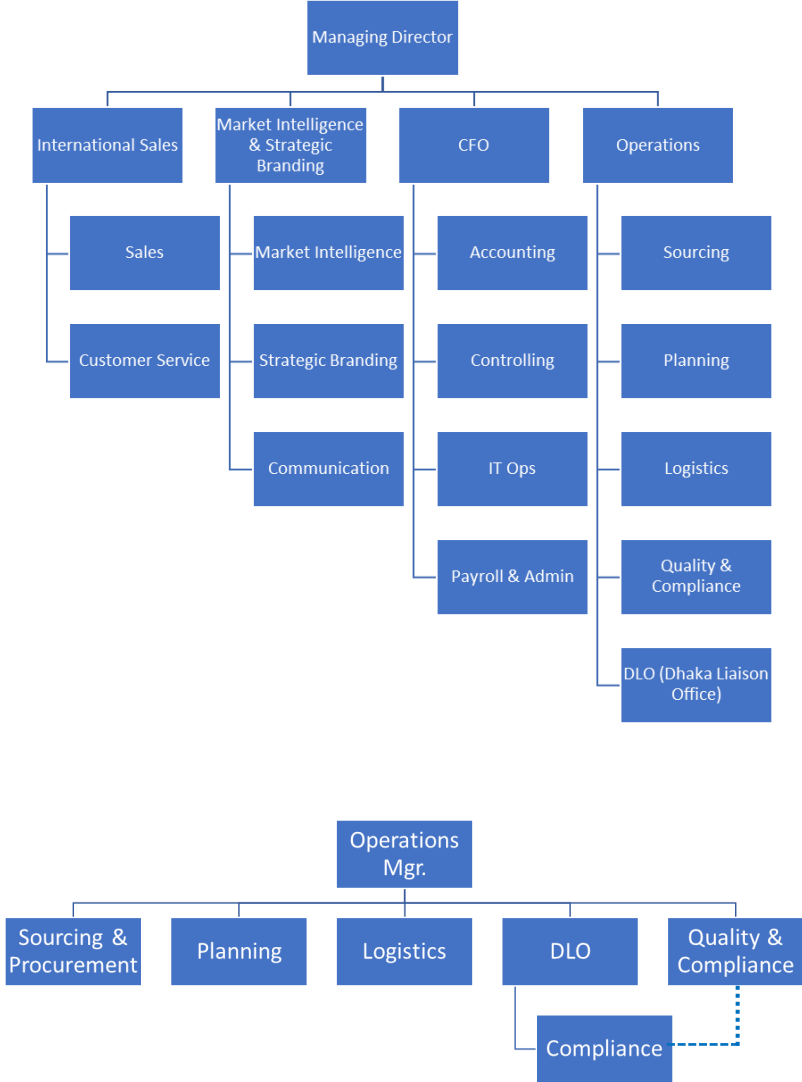 Managing Director
International Sales
Market Intelligence
& Strategic
Branding
CFO
Operations
Sales
Market Intelligence
Accounting
Sourcing
Customer Service
Strategic Branding
Controlling
Planning
Communication
IT Ops
Logistics
Payroll & Admin
Quality &
Compliance
DLO (Dhaka Liaison
Office)
Operations
Mgr.
Sourcing &
Procurement
Planning
Logistics
DLO
Quality &
Compliance
Compliance